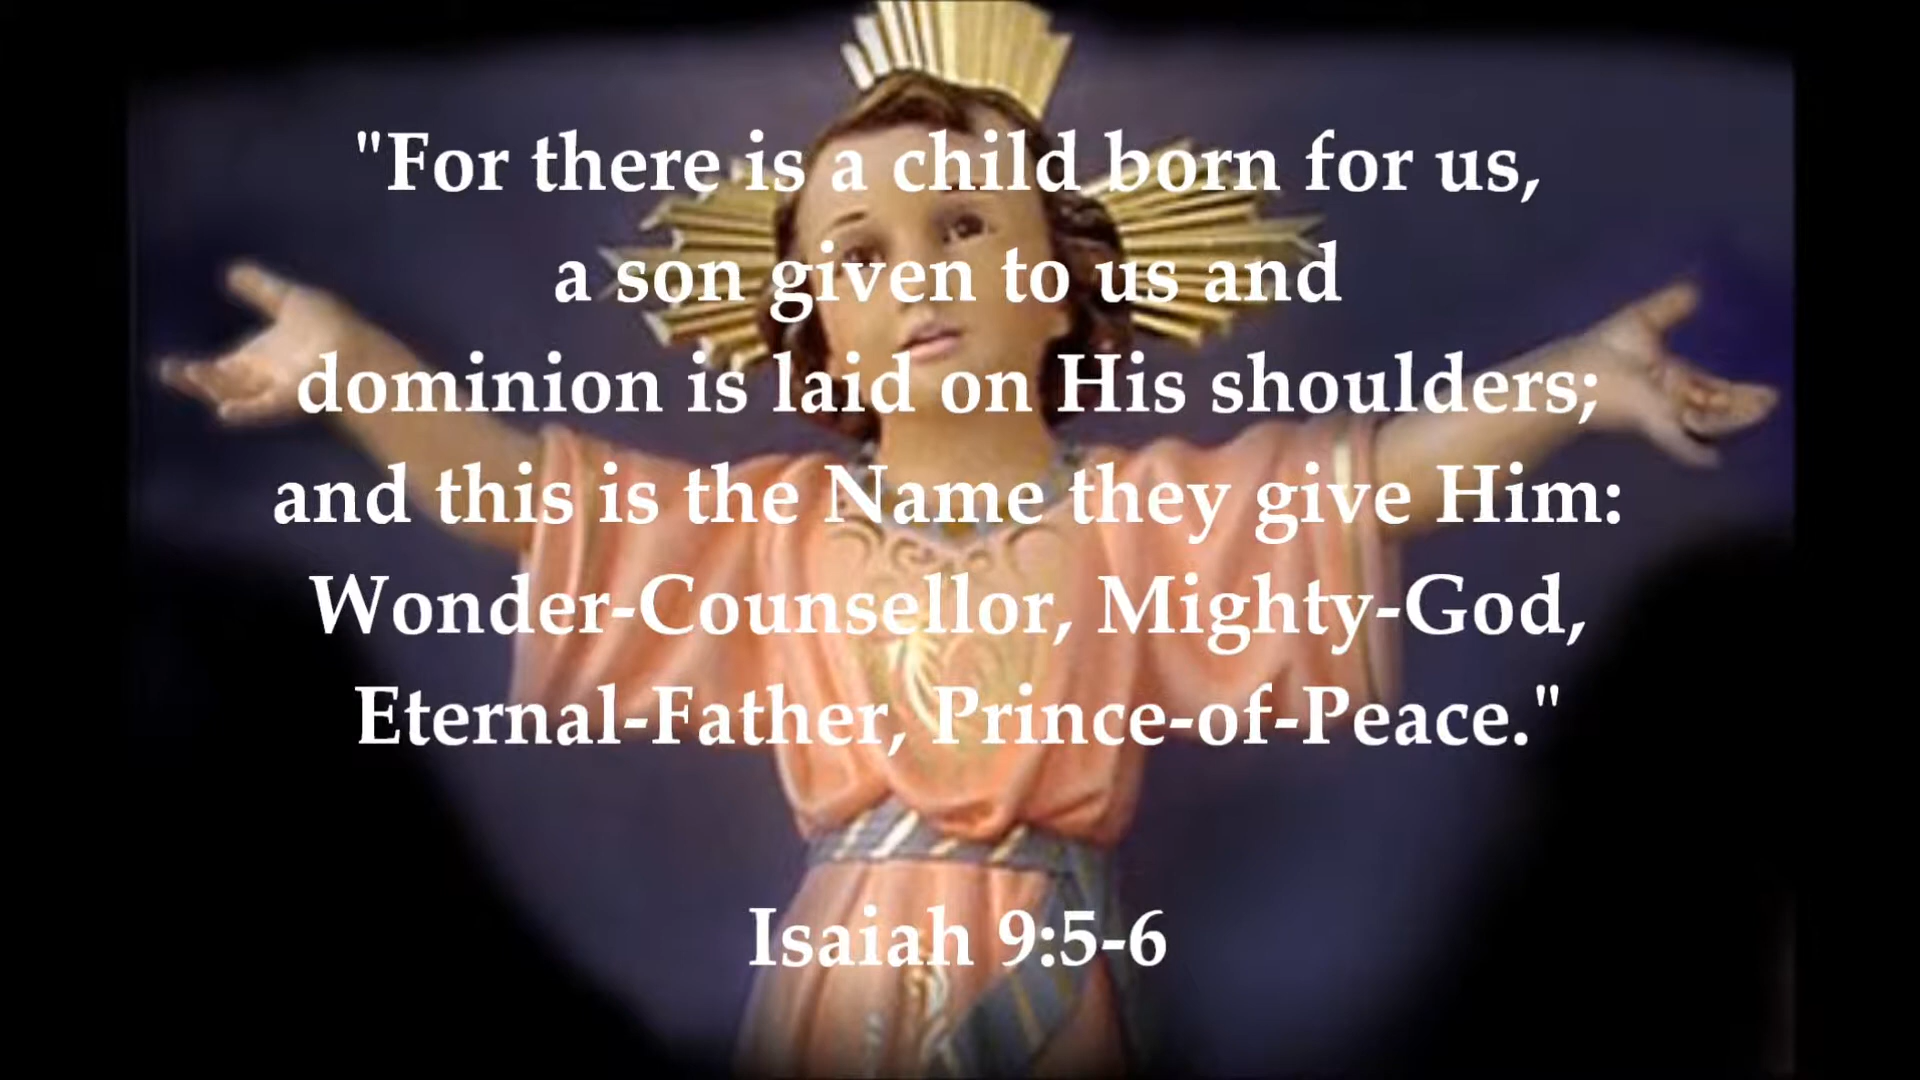 "For there is a child born for us,
a son given to us and
dominion is laid on His shoulders;
and this is the Name they give Him:
Wonder-Counsellor, Mighty-God,
Eternal-Father, Prince-of-Peace."
Isaiah 9:5-6